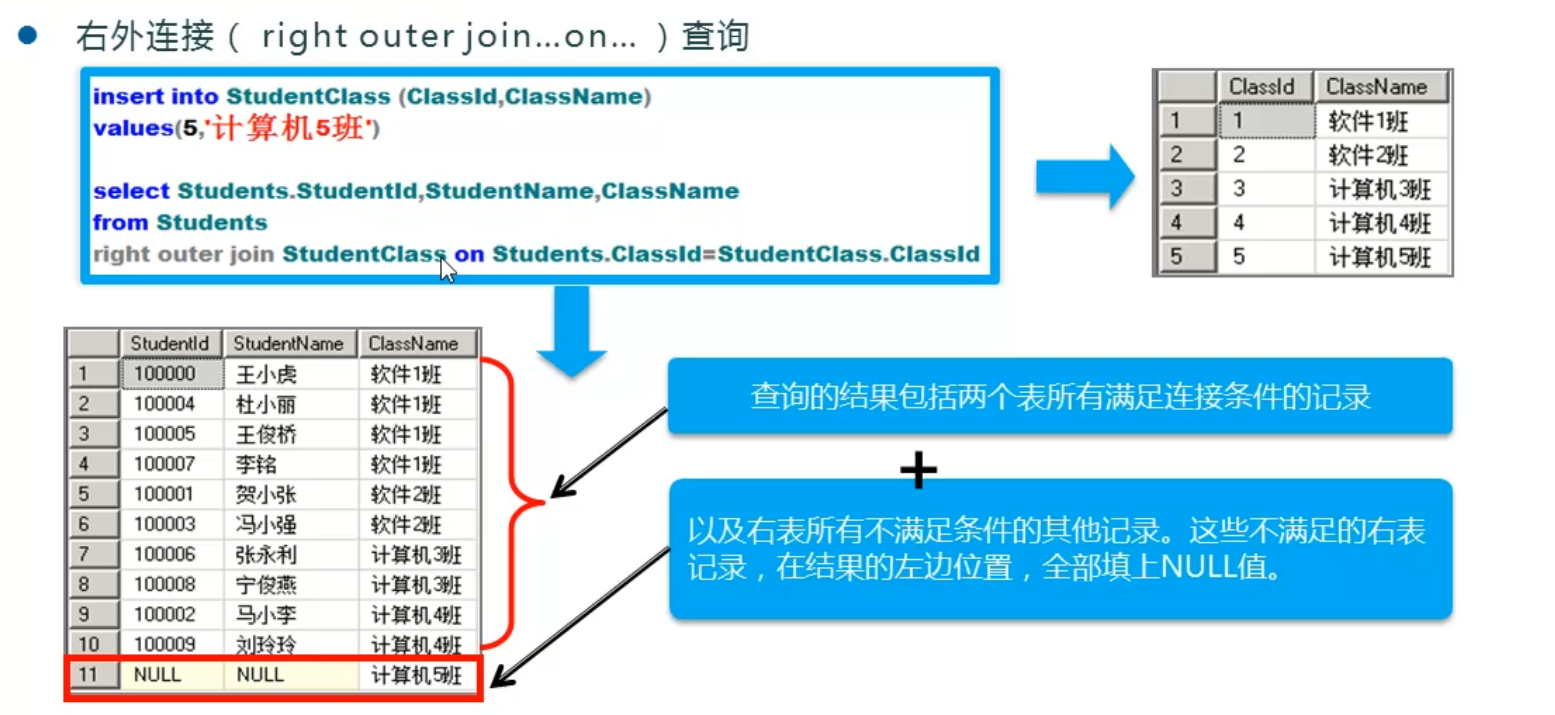 右外连接（ right outer join…on… ）查询
insert into StudentClass (ClassId,ClassName)
values(5,'计算机5班')
select Students.StudentId,StudentName,ClassName
from Students
right outer join StudentClass on Students.ClassId=StudentClass.ClassId
ClassId ClassName
1 1 软件1班
2 2 软件2班
3 3 计算机3班
4 4 计算机4班
5 5 计算机5班
StudentId StudentName ClassName
1 100000 王小虎 软件1班
2 100004 杜小丽 软件1班
3 100005 王俊桥 软件1班
4 100007 李铭 软件1班
5 100001 贺小张 软件2班
6 100003 冯小强 软件2班
7 100006 张永利 计算机3班
8 100008 宁俊燕 计算机3班
9 100002 马小李 计算机4班
10 100009 刘玲玲 计算机4班
11 NULL NULL 计算机5班
查询的结果包括两个表所有满足连接条件的记录
+
以及右表所有不满足条件的其他记录。这些不满足的右表
记录，在结果的左边位置，全部填上NULL值。